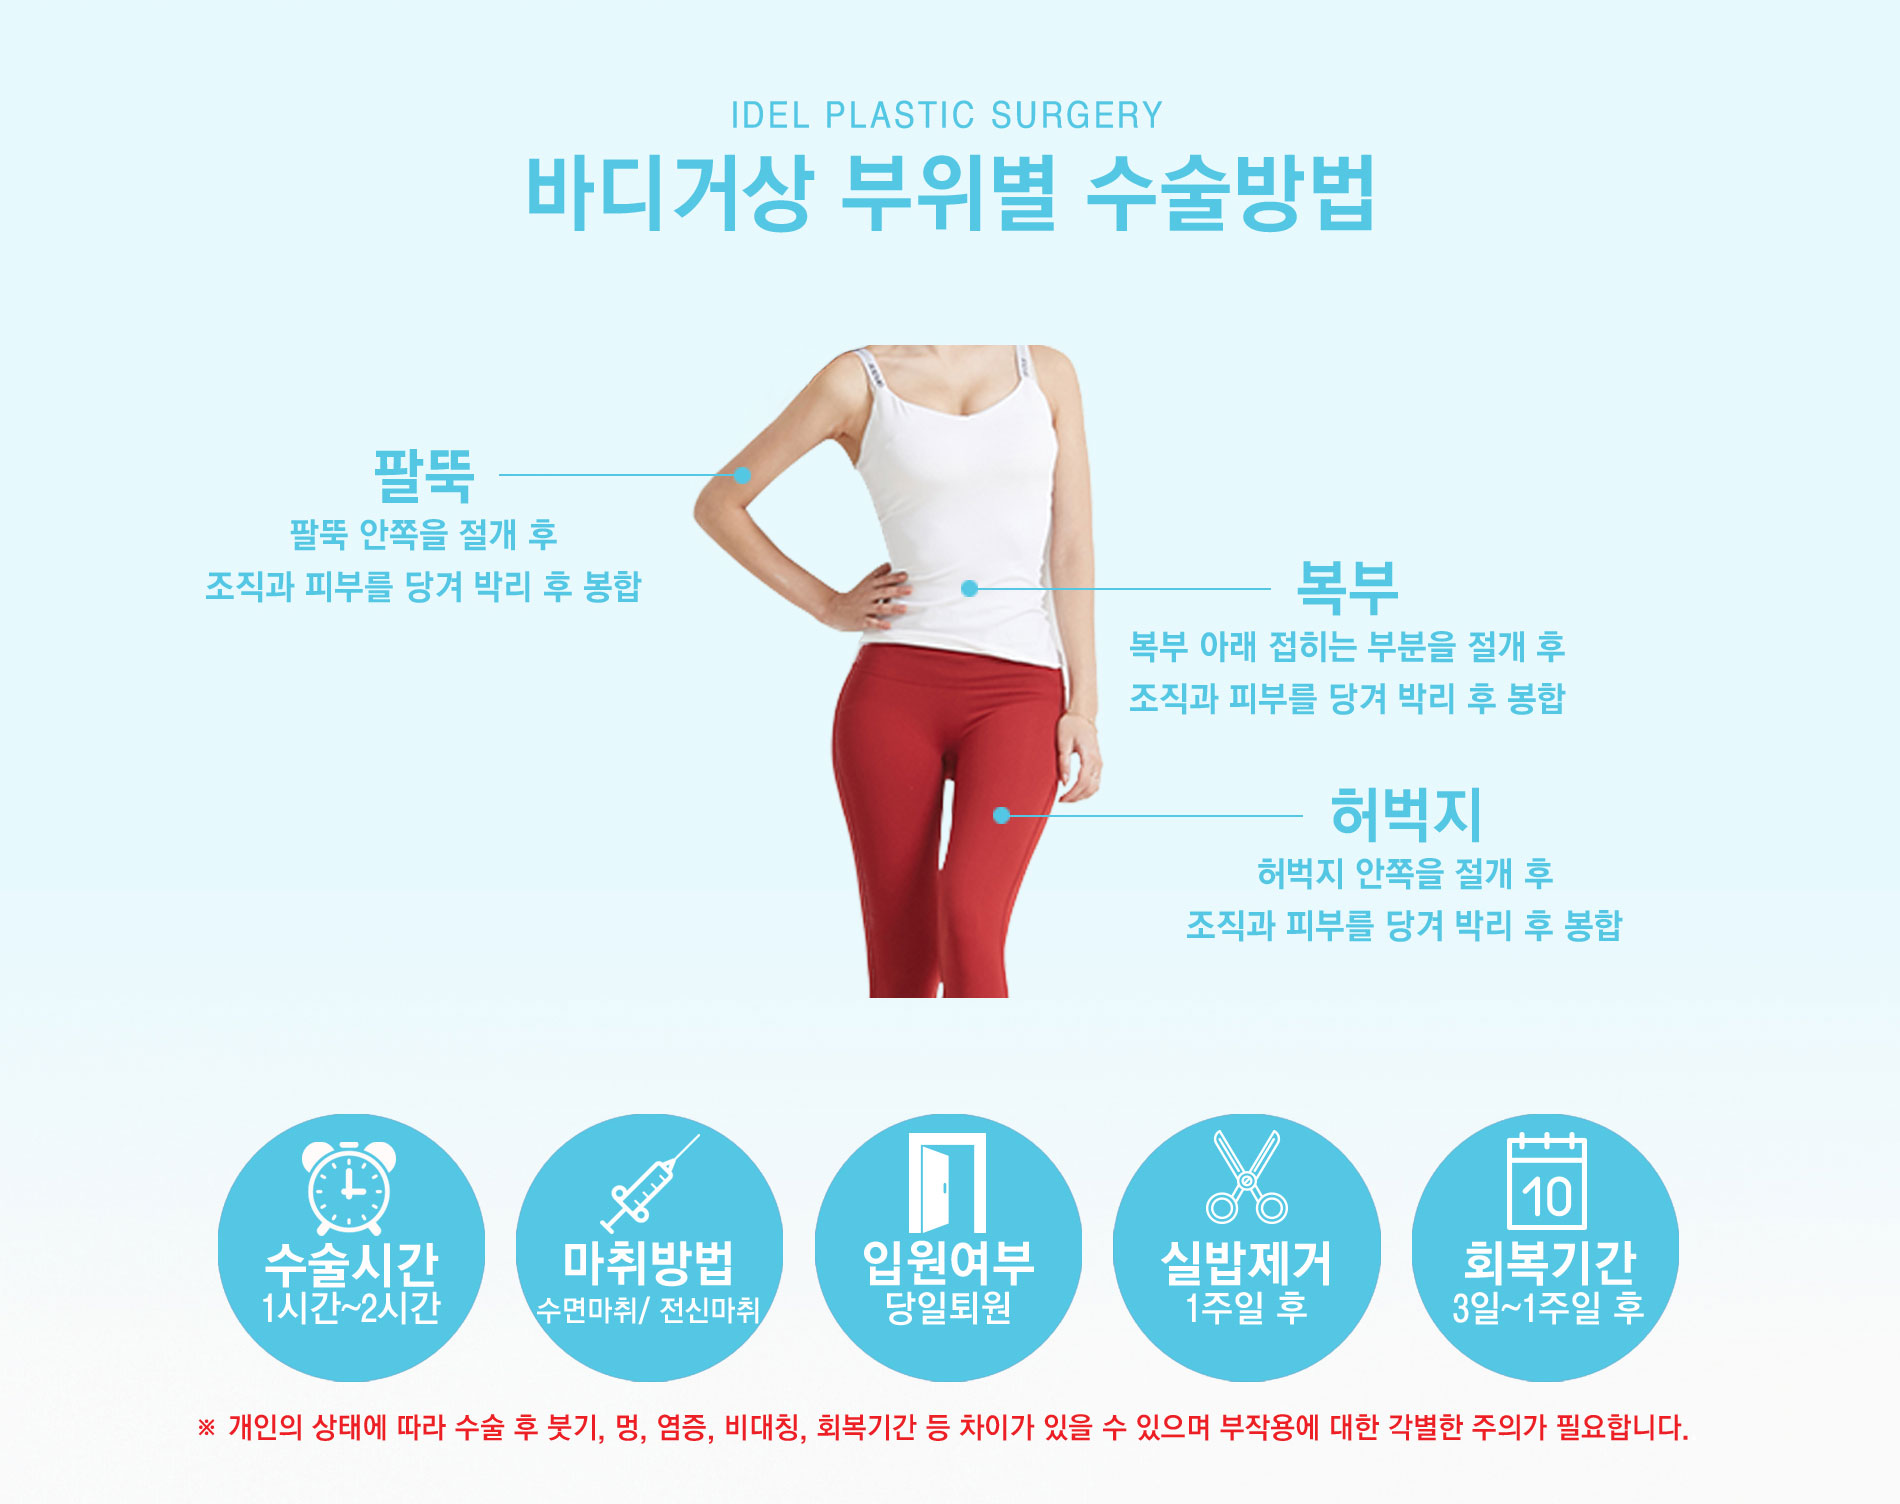 IDEL PLASTIC SURGERY
바디거상 부위별 수술방법
팔뚝
팔뚝 안쪽을 절개 후
조직과 피부를 당겨 박리 후 봉합
복부
복부 아래 접히는 부분을 절개 후
조직과 피부를 당겨 박리 후 봉합
허벅지
허벅지 안쪽을 절개 후
조직과 피부를 당겨 박리 후 봉합
수술시간
1시간~2시간
마취방법
수면마취/ 전신마취
입원여부
당일퇴원
실밥제거
1주일 후
10
회복기간
3일~1주일 후
※ 개인의 상태에 따라 수술 후 붓기, 멍, 염증, 비대칭, 회복기간 등 차이가 있을 수 있으며 부작용에 대한 각별한 주의가 필요합니다.